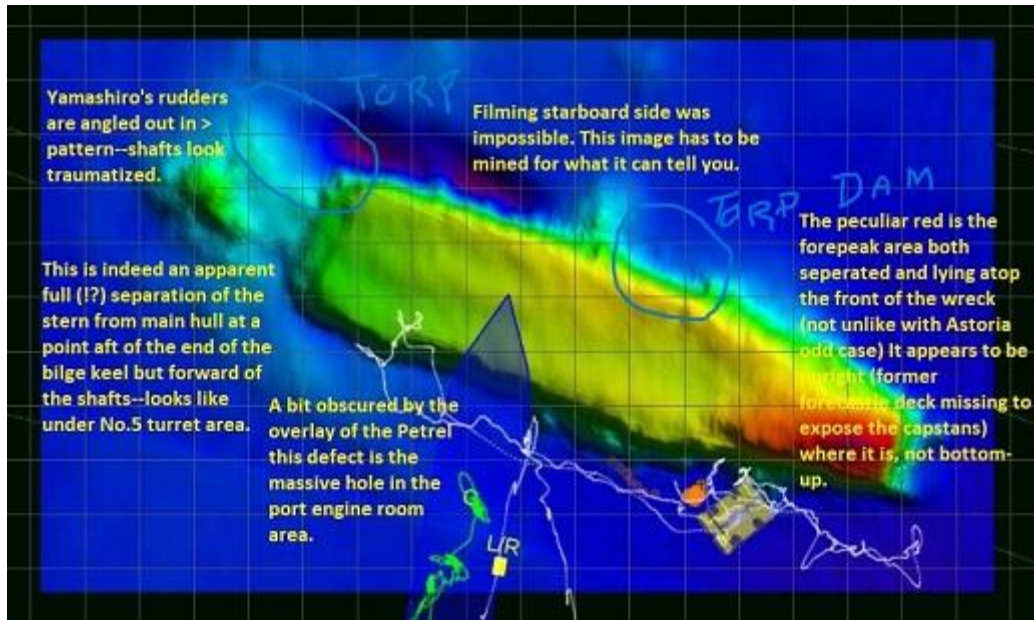 Yamashiro's rudders
are angled out in >
pattern--shafts look
traumatized.
TORP
Filming starboard side was
impossible. This image has to be
mined for what it can tell you.
TORP DAM
The peculiar red is the
forepeak area both
seperated and lying atop
the front of the wreck
(not unlike with Astoria
odd case) It appears to be
upright (former
forecastle deck missing to
expose the capstans)
where it is, not bottom-
up.
This is indeed an apparent
full (!?) separation of the
stern from main hull at a
point aft of the end of the
bilge keel but forward of
the shafts--looks like
under No.5 turret area.
A bit obscured by the
overlay of the Petrel
this defect is the
massive hole in the
port engine room
area.